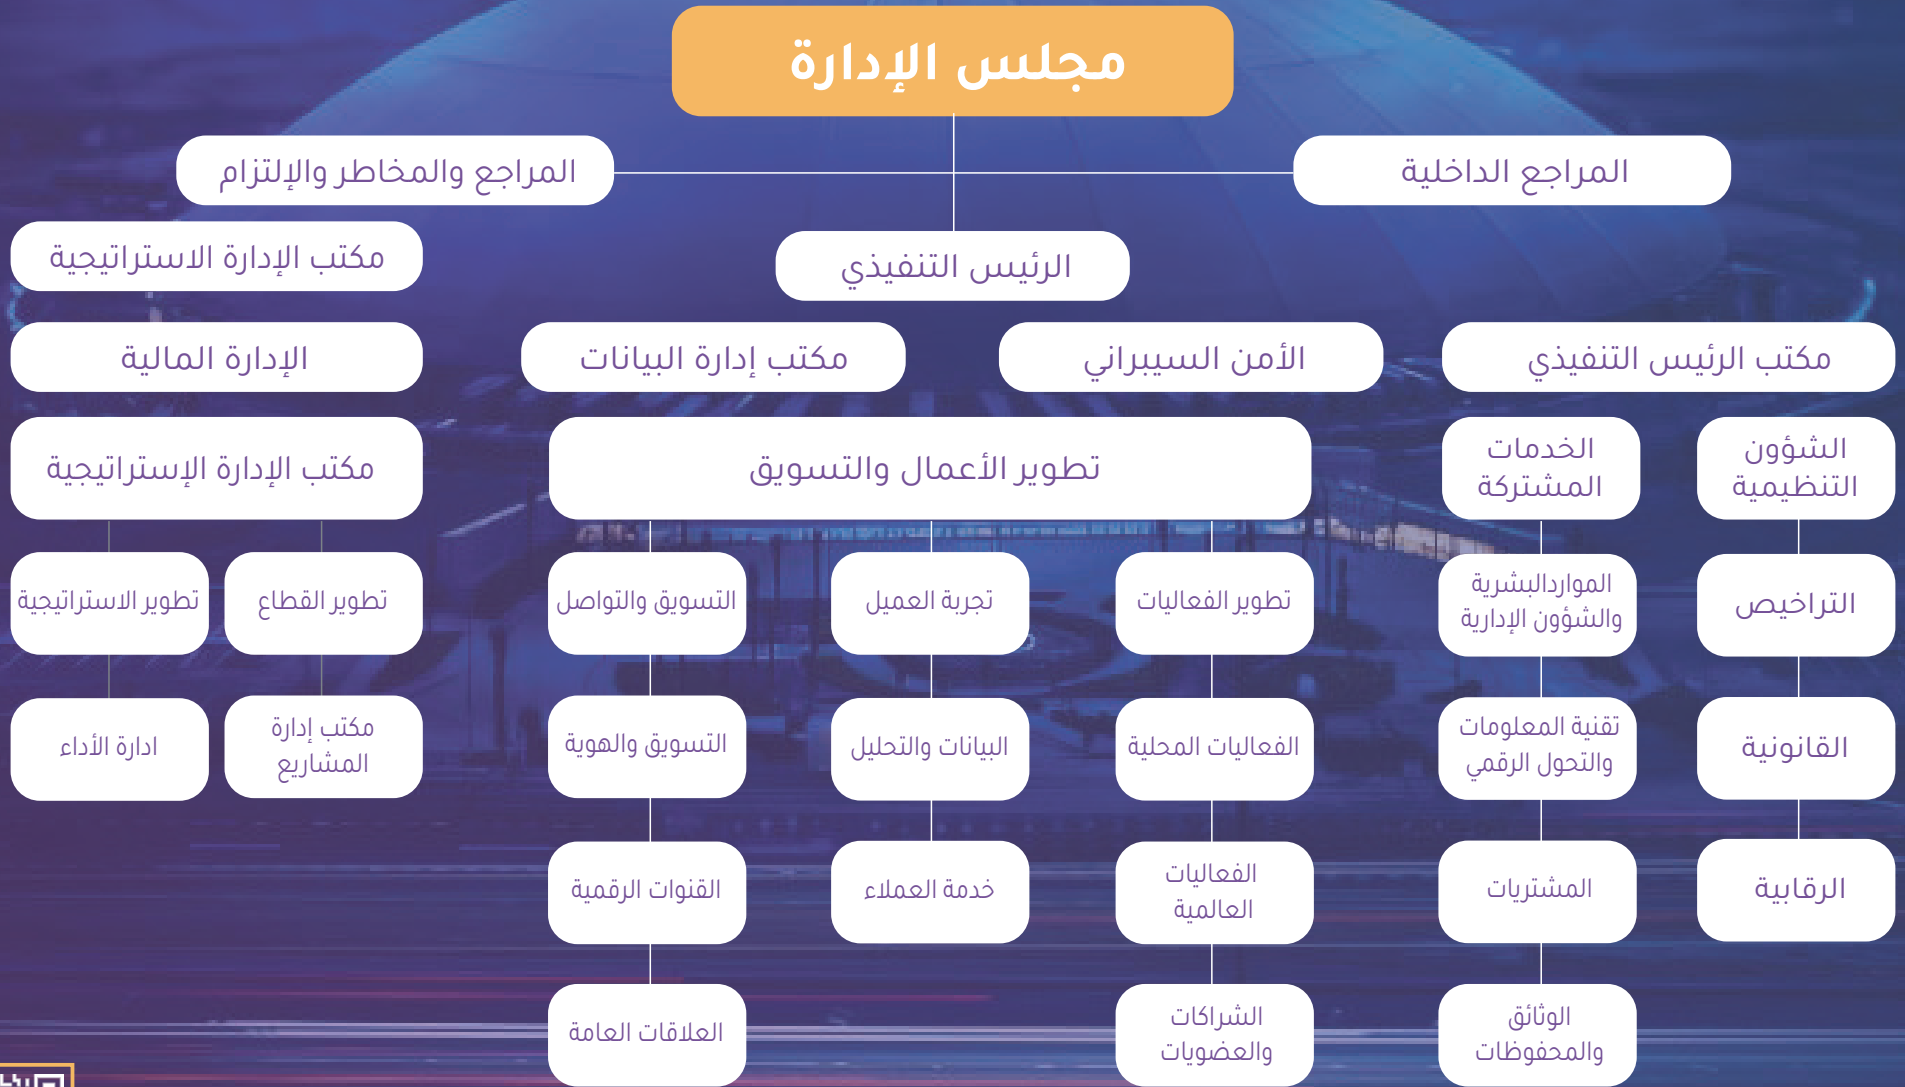 مجلس الإدارة
المراجع الداخلية
المراجع والمخاطر والإلتزام
الرئيس التنفيذي
مكتب الإدارة الاستراتيجية
مكتب الرئيس التنفيذي
الأمن السيبراني
مكتب إدارة البيانات
الإدارة المالية
الشؤون
التنظيمية
الخدمات
المشتركة
تطوير الأعمال والتسويق
مكتب الإدارة الإستراتيجية
التراخيص
المواردالبشرية
والشؤون الإدارية
تطوير الفعاليات
تجربة العميل
التسويق والتواصل
تطوير القطاع
تطوير الاستراتيجية
القانونية
تقنية المعلومات
والتحول الرقمي
الفعاليات المحلية
البيانات والتحليل
التسويق والهوية
مكتب إدارة
المشاريع
ادارة الأداء
الرقابية
المشتريات
الفعاليات
العالمية
خدمة العملاء
القنوات الرقمية
الوثائق
والمحفوظات
الشراكات
والعضويات
العلاقات العامة